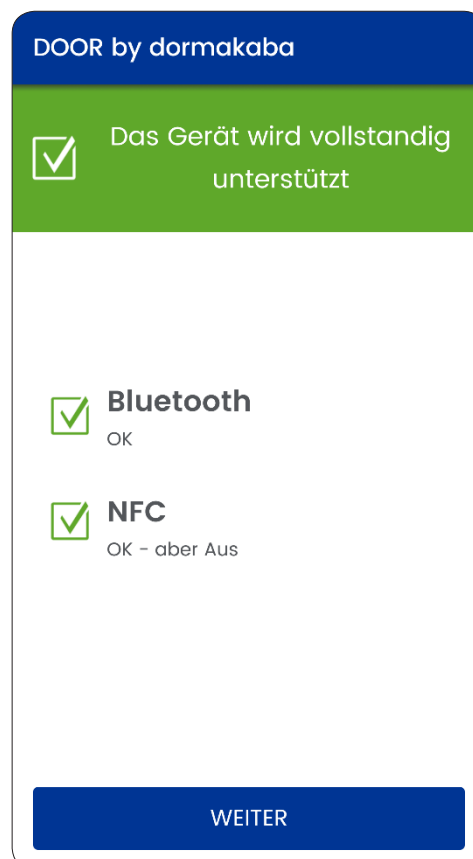 DOOR by dormakaba
Das Gerät wird vollstandig
unterstützt
Bluetooth
OK
NFC
OK - aber Aus
WEITER